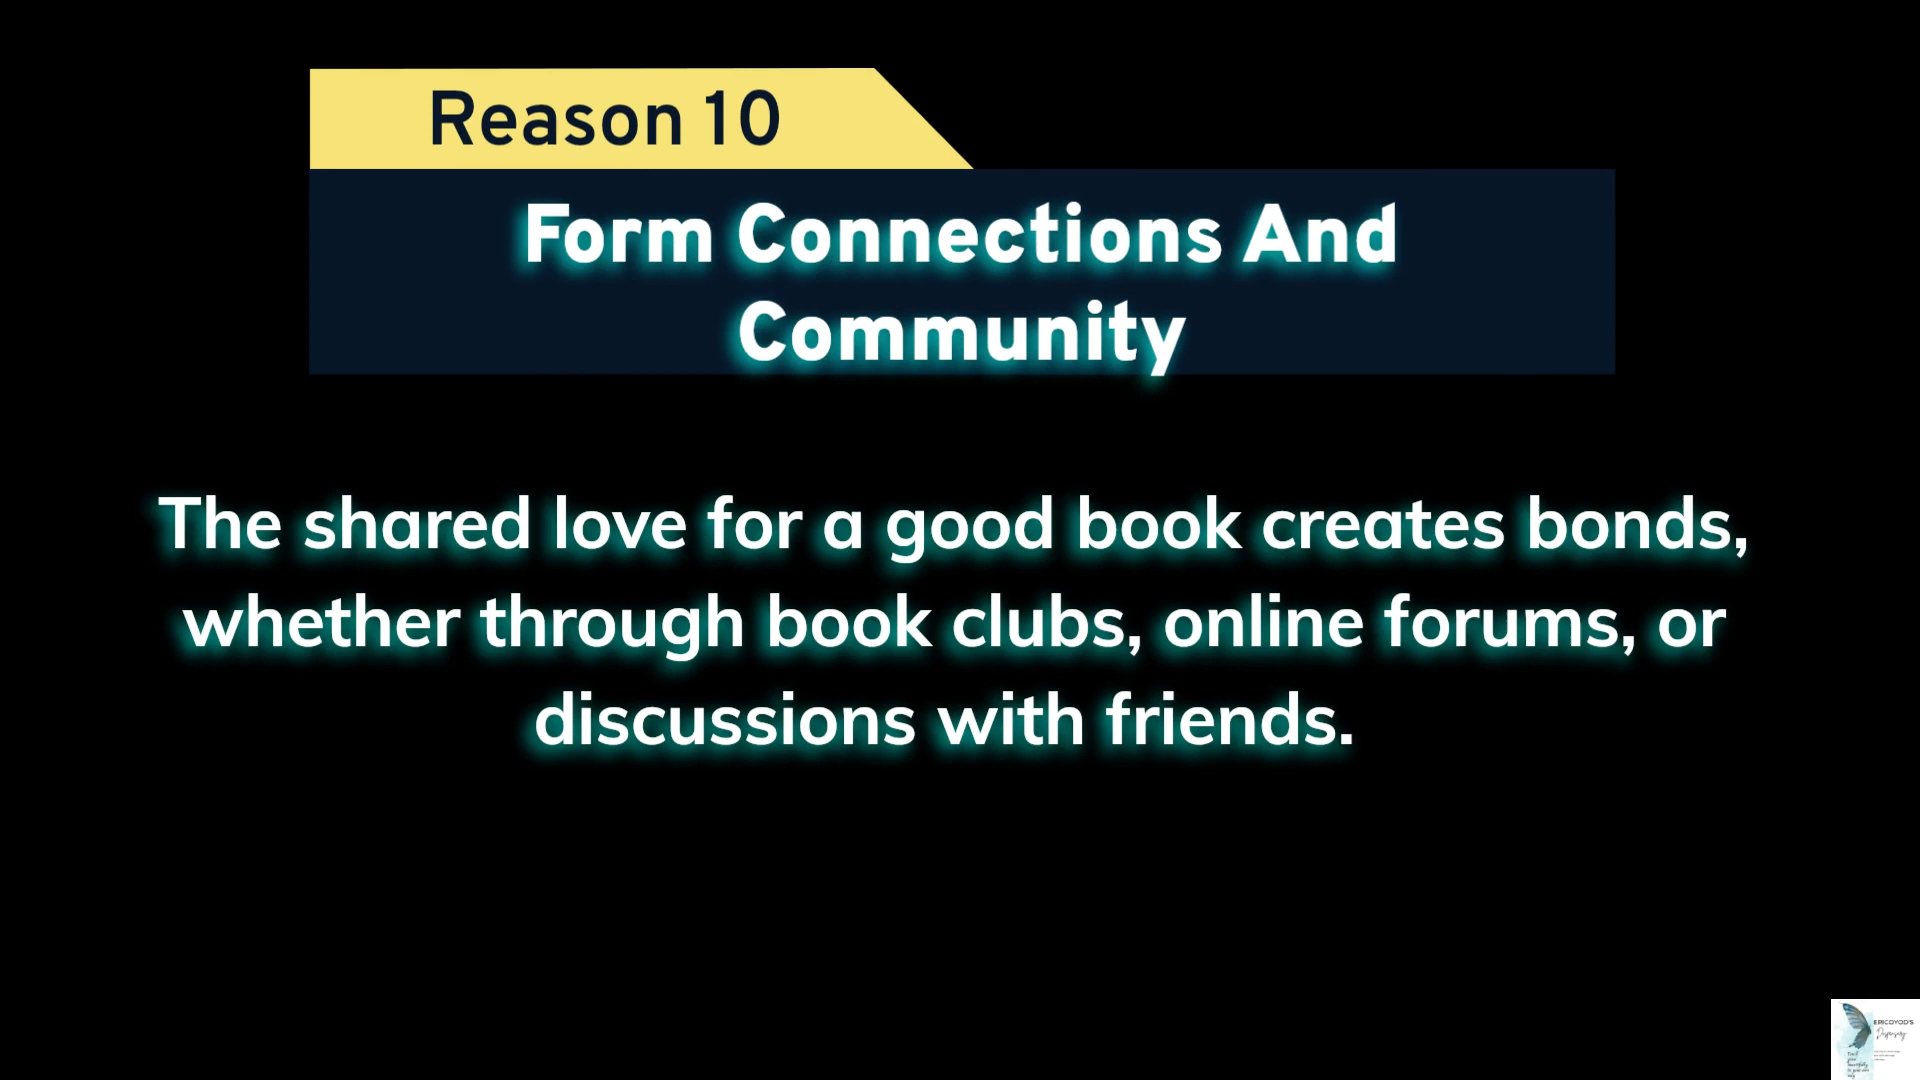 Reason 10
Form Connections And
Community
The shared love for a good book creates bonds,
whether through book clubs, online forums, or
discussions with friends.